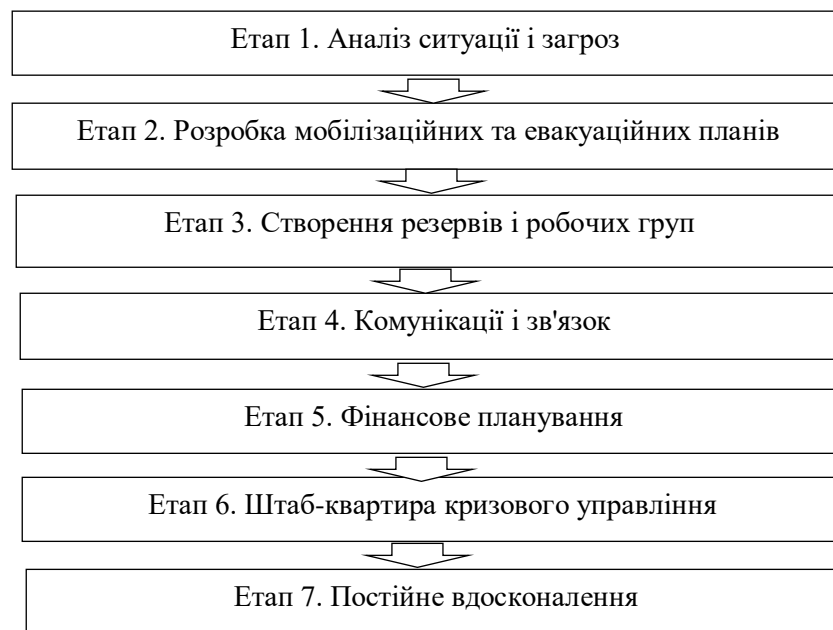 Етап 1. Аналіз ситуації і загроз
Етап 2. Розробка мобілізаційних та евакуаційних планів
Етап 3. Створення резервів і робочих груп
Етап 4. Комунікації і зв'язок
Етап 5. Фінансове планування
Етап 6. Штаб-квартира кризового управління
Етап 7. Постійне вдосконалення